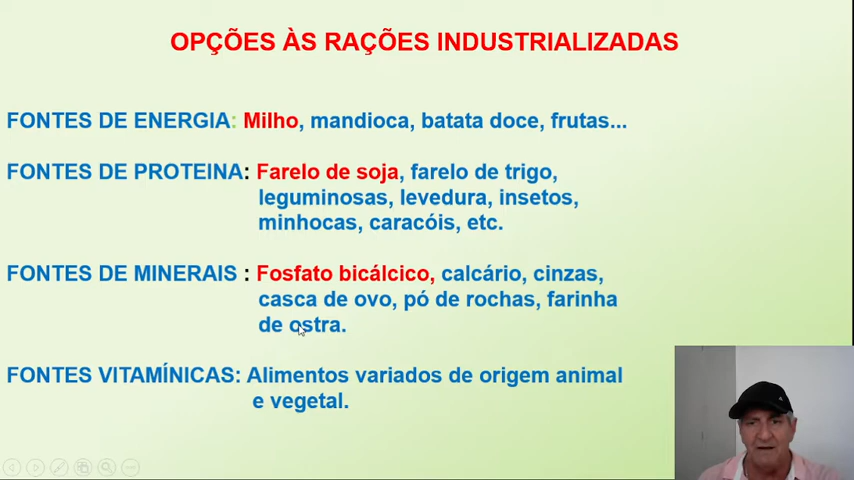 OPÇÕES ÀS RAÇÕES INDUSTRIALIZADAS
FONTES DE ENERGIA: Milho, mandioca, batata doce, frutas...
FONTES DE PROTEINA: Farelo de soja, farelo de trigo,
leguminosas, levedura, insetos,
minhocas, caracóis, etc.
FONTES DE MINERAIS : Fosfato bicálcico, calcário, cinzas,
casca de ovo, pó de rochas, farinha
de ostra.
FONTES VITAMÍNICAS: Alimentos variados de origem animal
e vegetal.